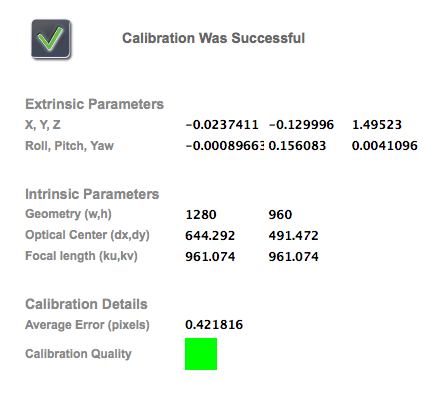 Calibration Was Successful
Extrinsic Parameters
X, Y, Z -0.0237411 -0.129996 1.49523
Roll, Pitch, Yaw -0.00089663 0.156083 0.0041096
Intrinsic Parameters
Geometry (w,h) 1280 960
Optical Center (dx,dy) 644.292 491.472
Focal length (ku,kv) 961.074 961.074
Calibration Details
Average Error (pixels) 0.421816
Calibration Quality